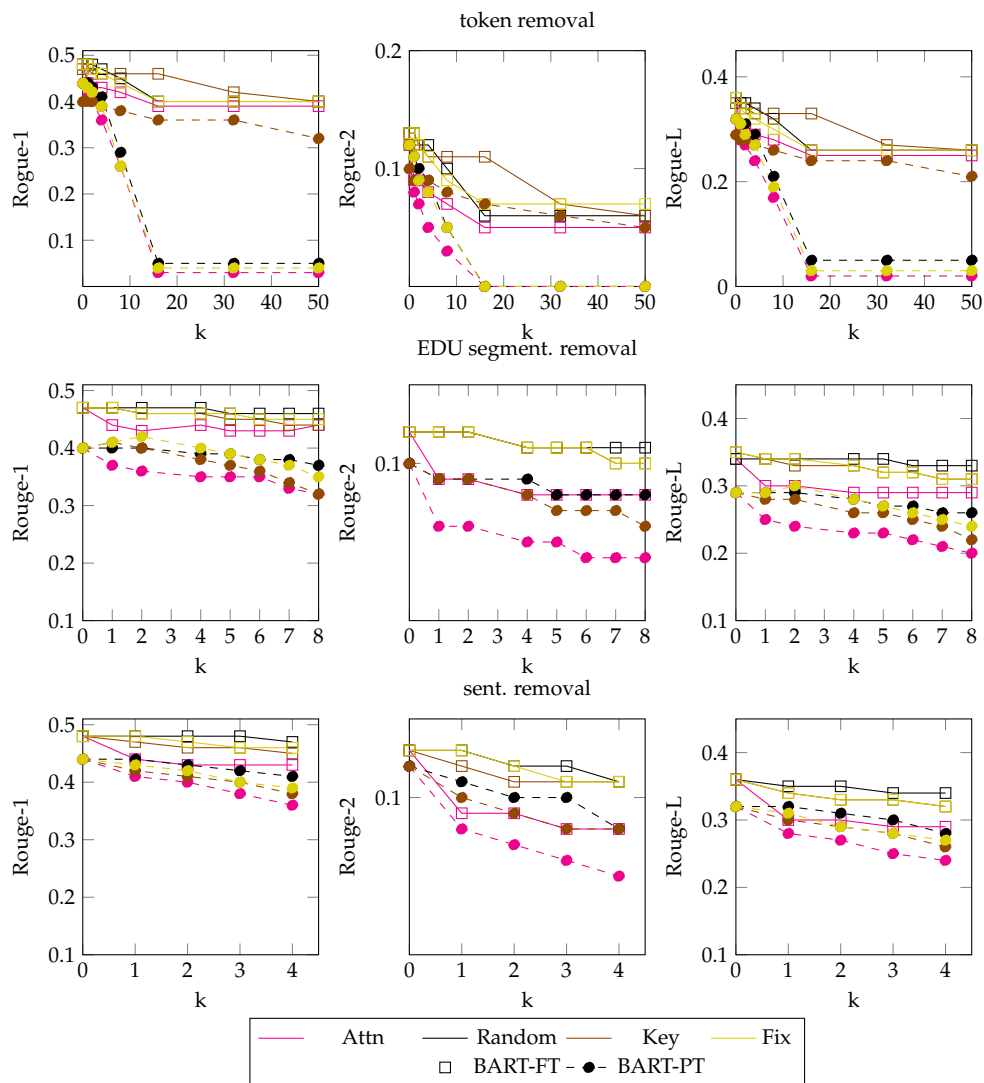 token removal
0.5
0.4
0.3
0.2
0.1
0 10 20 30 40 50
k
Rogue-1
0.2
0.1
0 10 20 30 40 50
k
Rogue-2
0.4
0.2
0
0 10 20 30 40 50
k
Rogue-L
EDU segment. removal
0.5
0.4
0.3
0.2
0.1
0 1 2 3 4 5 6 7 8
k
Rouge-1
0.1
0 1 2 3 4 5 6 7 8
k
Rouge-2
0.4
0.3
0.2
0.1
0 1 2 3 4 5 6 7 8
k
Rouge-L
sent. removal
0.5
0.4
0.3
0.2
0.1
0 1 2 3 4
k
Rouge-1
0.1
0 1 2 3 4
k
Rouge-2
0.4
0.3
0.2
0.1
0 1 2 3 4
k
Rouge-L
Attn Random Key Fix
BART-FT BART-PT